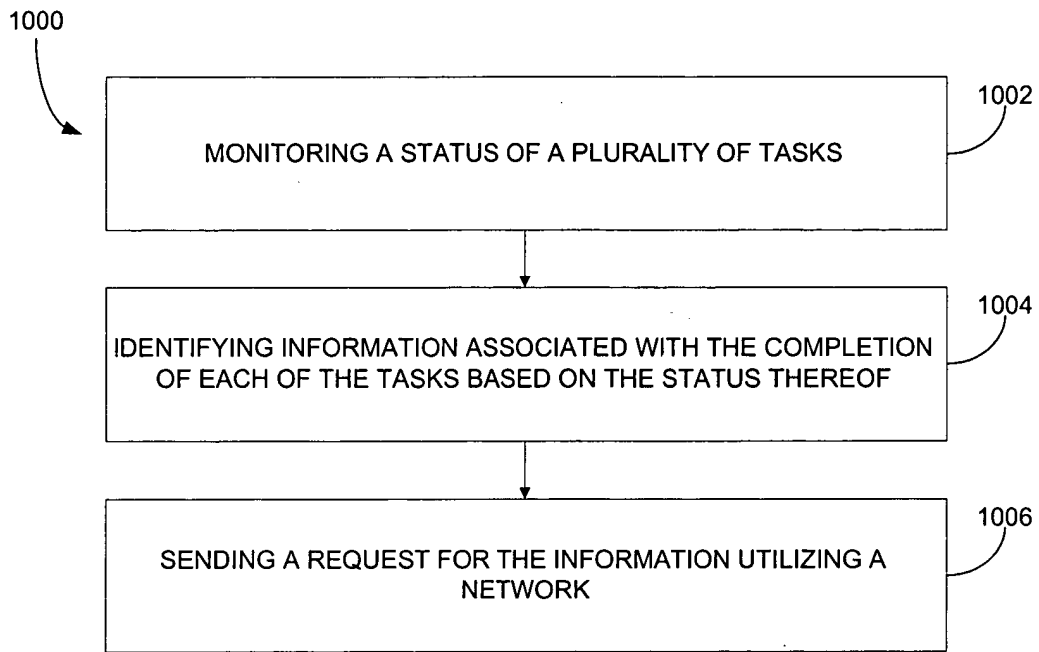 1000
1002
MONITORING A STATUS OF A PLURALITY OF TASKS
1004
IDENTIFYING INFORMATION ASSOCIATED WITH THE COMPLETION
OF EACH OF THE TASKS BASED ON THE STATUS THEREOF
1006
SENDING A REQUEST FOR THE INFORMATION UTILIZING A
NETWORK